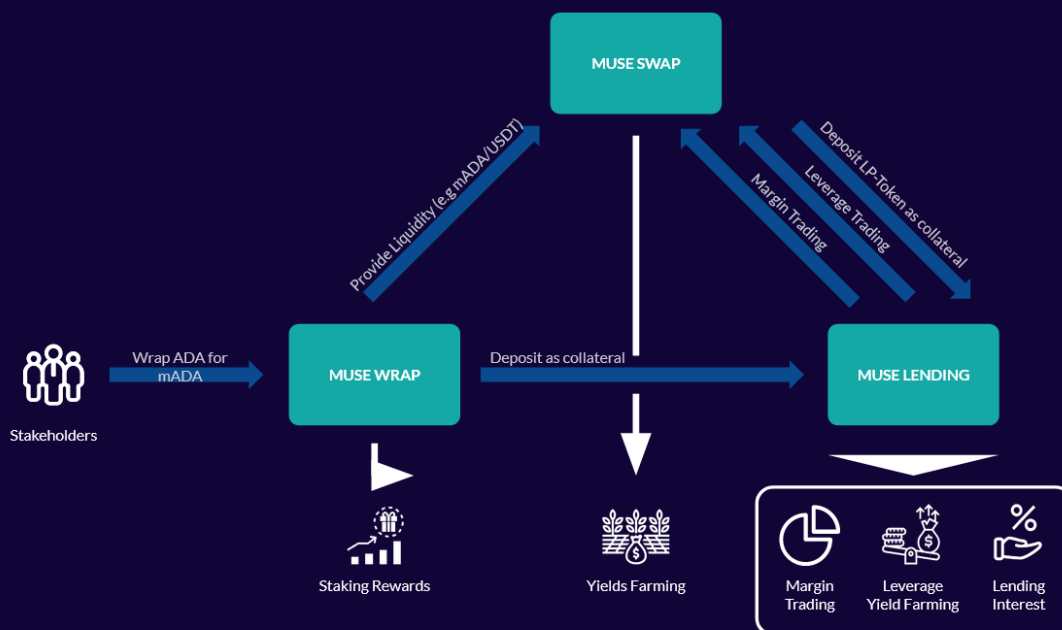 MUSE SWAP
Provide Liquidity (e.g mADA/USDT)
Margin Trading
Leverage Trading
Deposit LP-Token as collateral
Stakeholders
Wrap ADA for
mADA
MUSE WRAP
Deposit as collateral
MUSE LENDING
Staking Rewards
Yields Farming
Margin
Trading
Leverage
Yield Farming
Lending
Interest